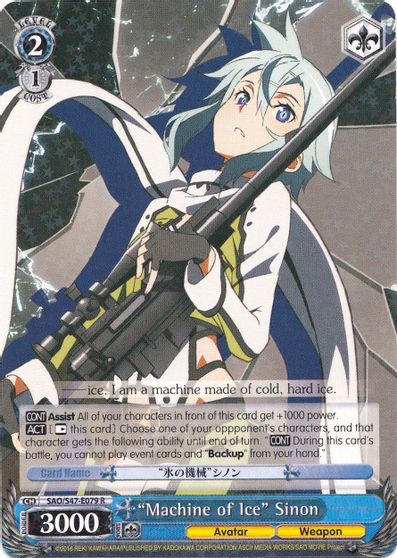 LEVEL
2
1
COST
ice. I am a machine made of cold, hard ice.
CONT Assist All of your characters in front of this card get +1000 power.
ACT [ this card] Choose one of your oppponent's characters, and that
character gets the following ability until end of turn. "CONT During this card's
battle, you can not play event cards and "Backup" from your hand."
Card Name
“氷の機械”シノン
CH
SAO/S47-E079 R
3000
“Machine of Ice” Sinon
Avatar
Weapon
©2016 REKI KAWAHARA/PUBLISHED BY KADOKAWA CORPORATION ASCII MEDIA WORKS/SAO MOVIE Project